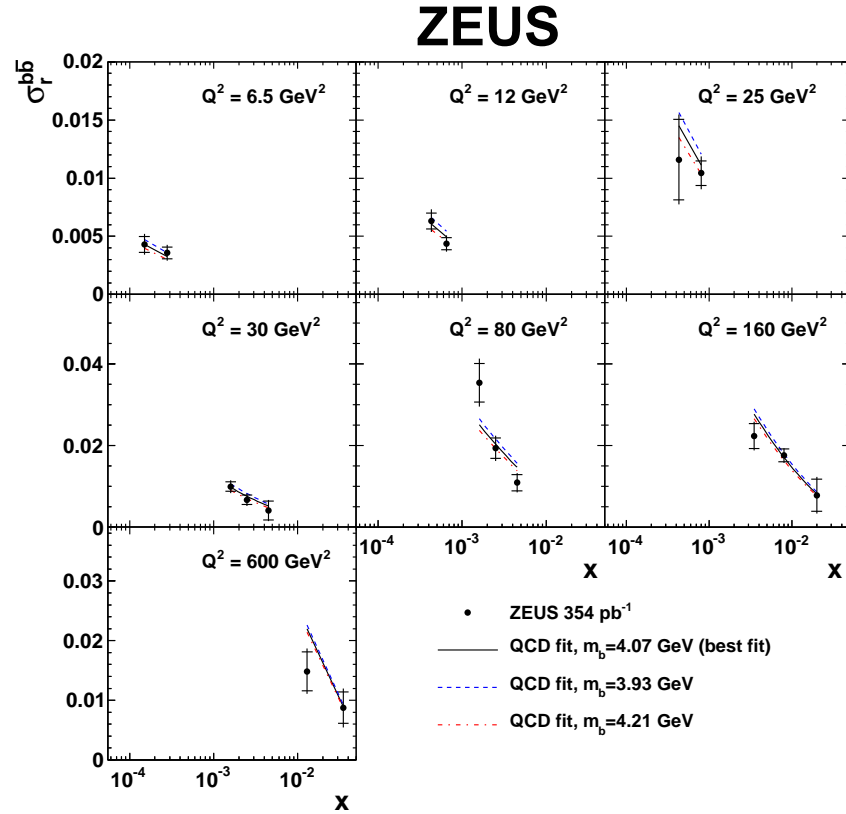 ZEUS
σ_r^{bb̄}
0.02
0.015
0.01
0.005
0
Q² = 6.5 GeV²
Q² = 12 GeV²
Q² = 25 GeV²
0.04
0.02
0
Q² = 30 GeV²
Q² = 80 GeV²
Q² = 160 GeV²
10⁻⁴ 10⁻³ 10⁻² x
10⁻⁴ 10⁻³ 10⁻² x
0.03
0.02
0.01
0
Q² = 600 GeV²
10⁻⁴ 10⁻³ 10⁻² x
ZEUS 354 pb⁻¹
QCD fit, m_b=4.07 GeV (best fit)
QCD fit, m_b=3.93 GeV
QCD fit, m_b=4.21 GeV